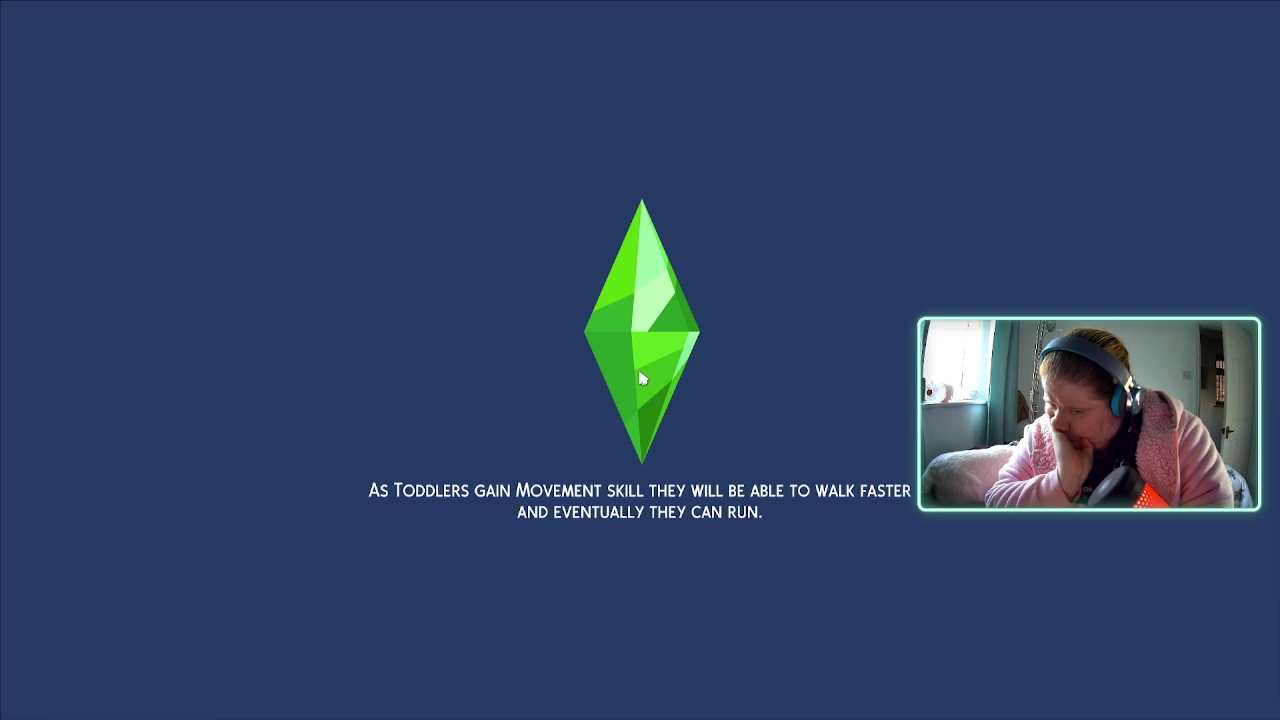 As Toddlers gain Movement skill they will be able to walk faster
and eventually they can run.